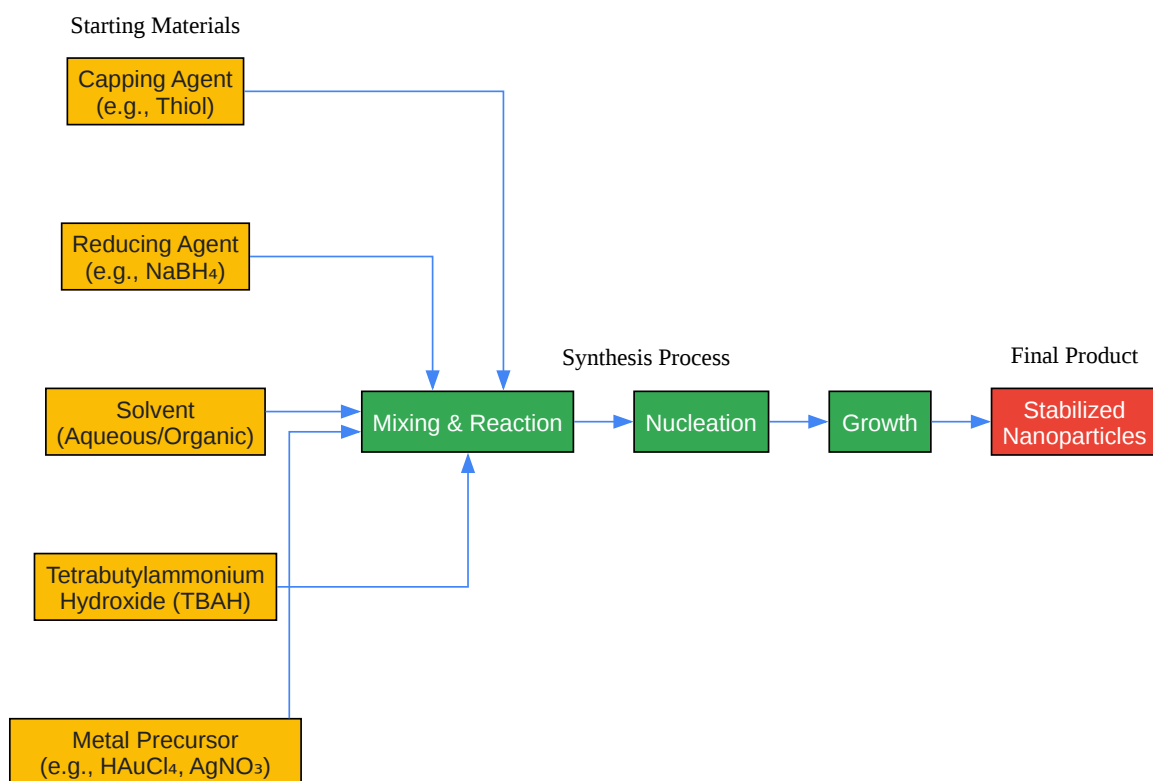 Starting Materials
Capping Agent
(e.g., Thiol)
Reducing Agent
(e.g., NaBH₄)
Synthesis Process
Final Product
Solvent
(Aqueous/Organic)
Mixing & Reaction
Nucleation
Growth
Stabilized
Nanoparticles
Tetrabutylammonium
Hydroxide (TBAH)
Metal Precursor
(e.g., HAuCl₄, AgNO₃)